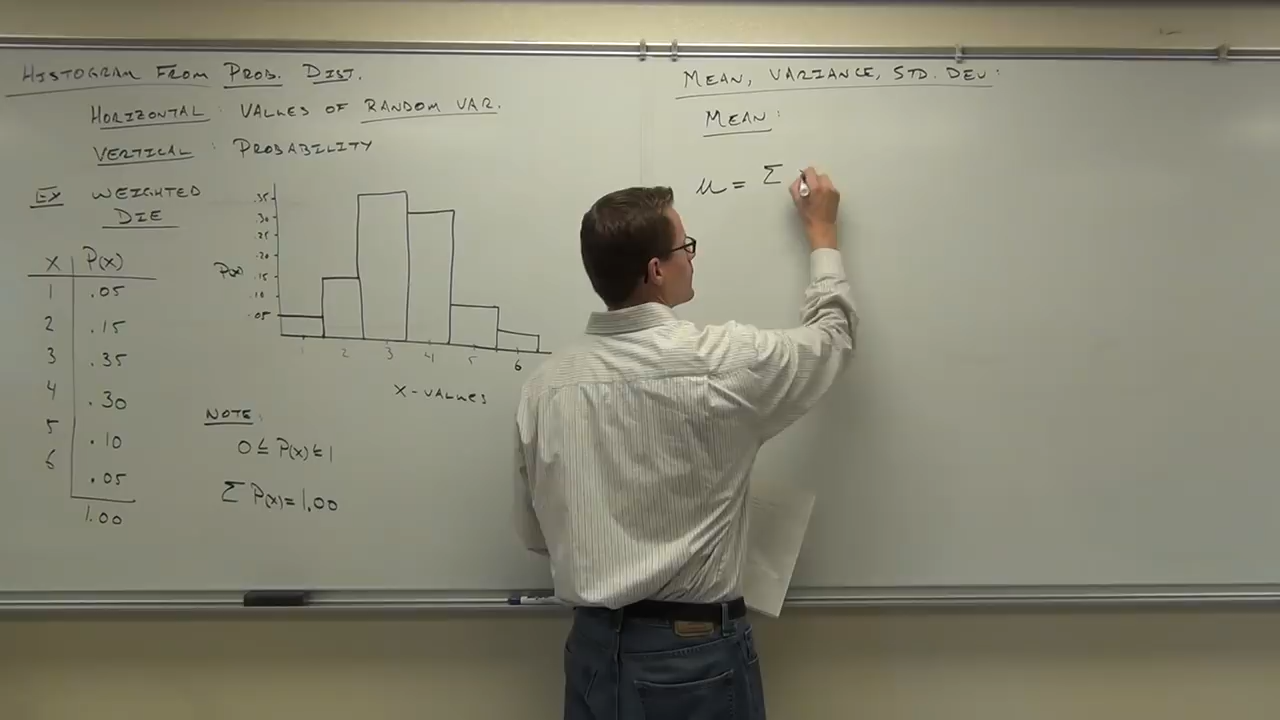 HISTOGRAM FROM PROB. DIST.
HORIZONTAL: VALUES OF RANDOM VAR.
VERTICAL: PROBABILITY
EX WEIGHTED
DIE
X P(x)
1 .05
2 .15
3 .35
4 .30
5 .10
6 .05
1.00
.35
.30
.25
.20
P(x) .15
.10
.05
1 2 3 4 5 6
X-VALUES
NOTE:
0 ≤ P(x) ≤ 1
Σ P(x) = 1.00
MEAN, VARIANCE, STD. DEV:
MEAN:
μ = Σ